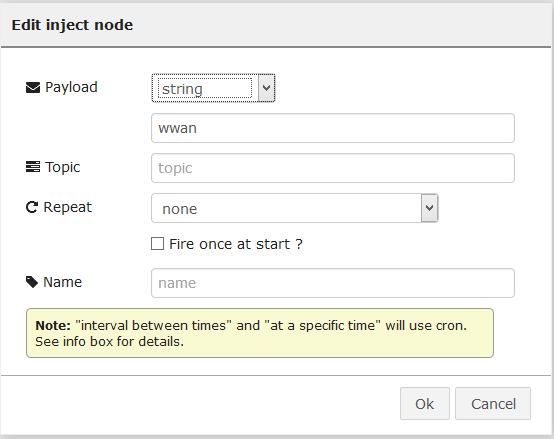 Edit inject node
Payload
string
wwan
Topic
topic
Repeat
none
Fire once at start ?
Name
name
Note: "interval between times" and "at a specific time" will use cron.
See info box for details.
Ok
Cancel